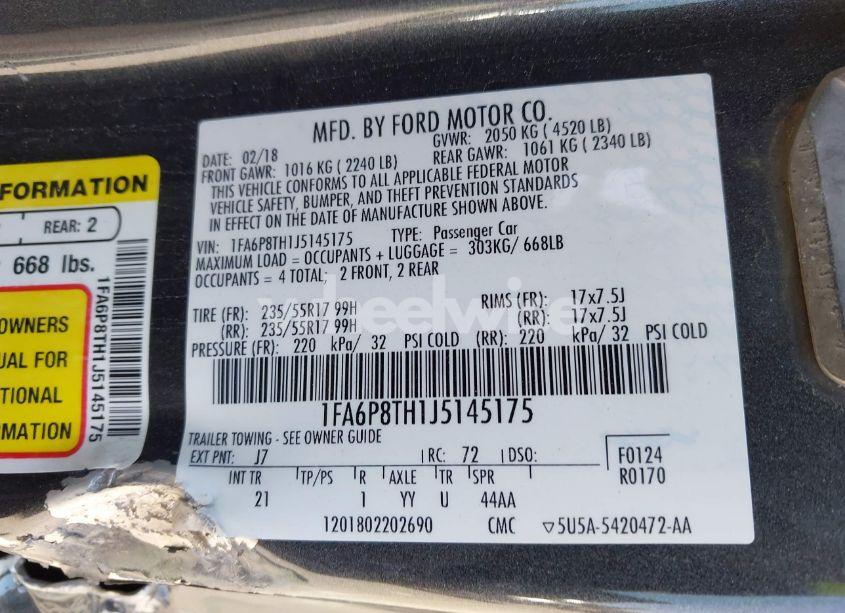 MFD. BY FORD MOTOR CO.
DATE: 02/18 GVWR: 2050 KG ( 4520 LB)
FRONT GAWR: 1016 KG ( 2240 LB) REAR GAWR: 1061 KG ( 2340 LB)
THIS VEHICLE CONFORMS TO ALL APPLICABLE FEDERAL MOTOR
VEHICLE SAFETY, BUMPER, AND THEFT PREVENTION STANDARDS
IN EFFECT ON THE DATE OF MANUFACTURE SHOWN ABOVE.
VIN: 1FA6P8TH1J5145175 TYPE: Passenger Car
MAXIMUM LOAD = OCCUPANTS + LUGGAGE = 303KG/ 668LB
OCCUPANTS = 4 TOTAL: 2 FRONT, 2 REAR
TIRE (FR): 235/55R17 99H RIMS (FR): 17x7.5J
(RR): 235/55R17 99H (RR): 17x7.5J
PRESSURE (FR): 220 kPa/ 32 PSI COLD (RR): 220 kPa/ 32 PSI COLD
1FA6P8TH1J5145175
TRAILER TOWING - SEE OWNER GUIDE
EXT PNT: J7 RC: 72 DSO: F0124
R0170
INT TR TP/PS R AXLE TR SPR
21 1 YY U 44AA
1201802202690 CMC ▽5U5A-5420472-AA
FORMATION
REAR: 2
668 lbs.
OWNERS
UAL FOR
TIONAL
RMATION
1FA6P8TH1J5145175
wheelwire